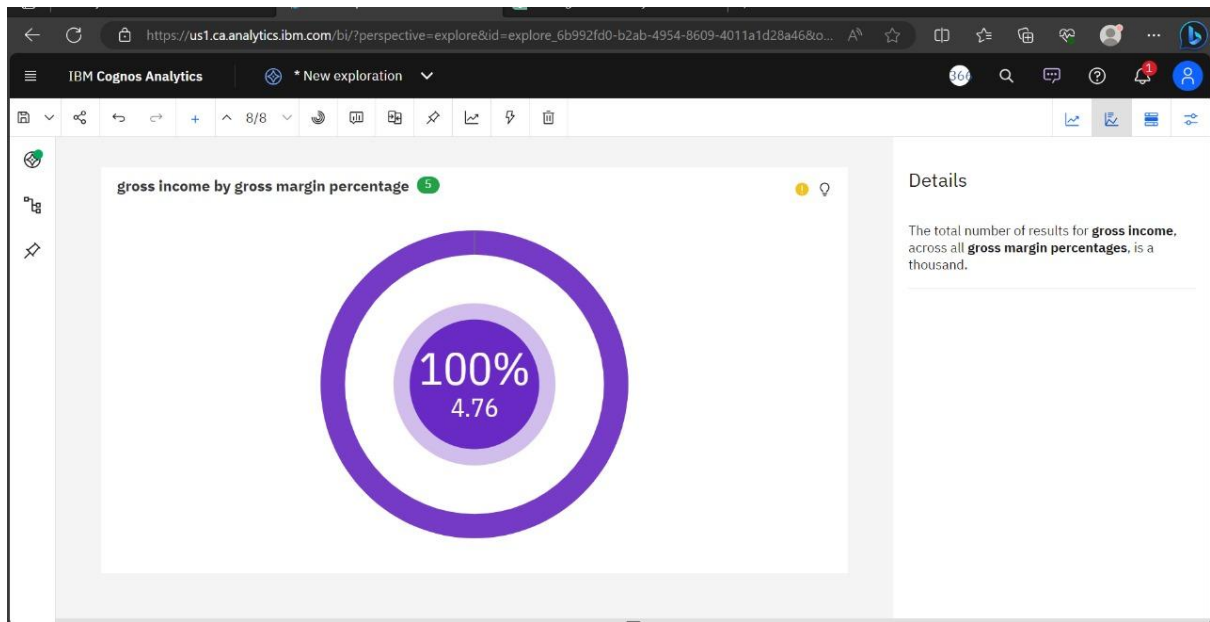 https://us1.ca.analytics.ibm.com/bi/?perspective=explore&id=explore_6b992fd0-b2ab-4954-8609-4011a1d28a46&o...
IBM Cognos Analytics
* New exploration
366
1
8/8
gross income by gross margin percentage 5
100%
4.76
Details
The total number of results for gross income,
across all gross margin percentages, is a
thousand.